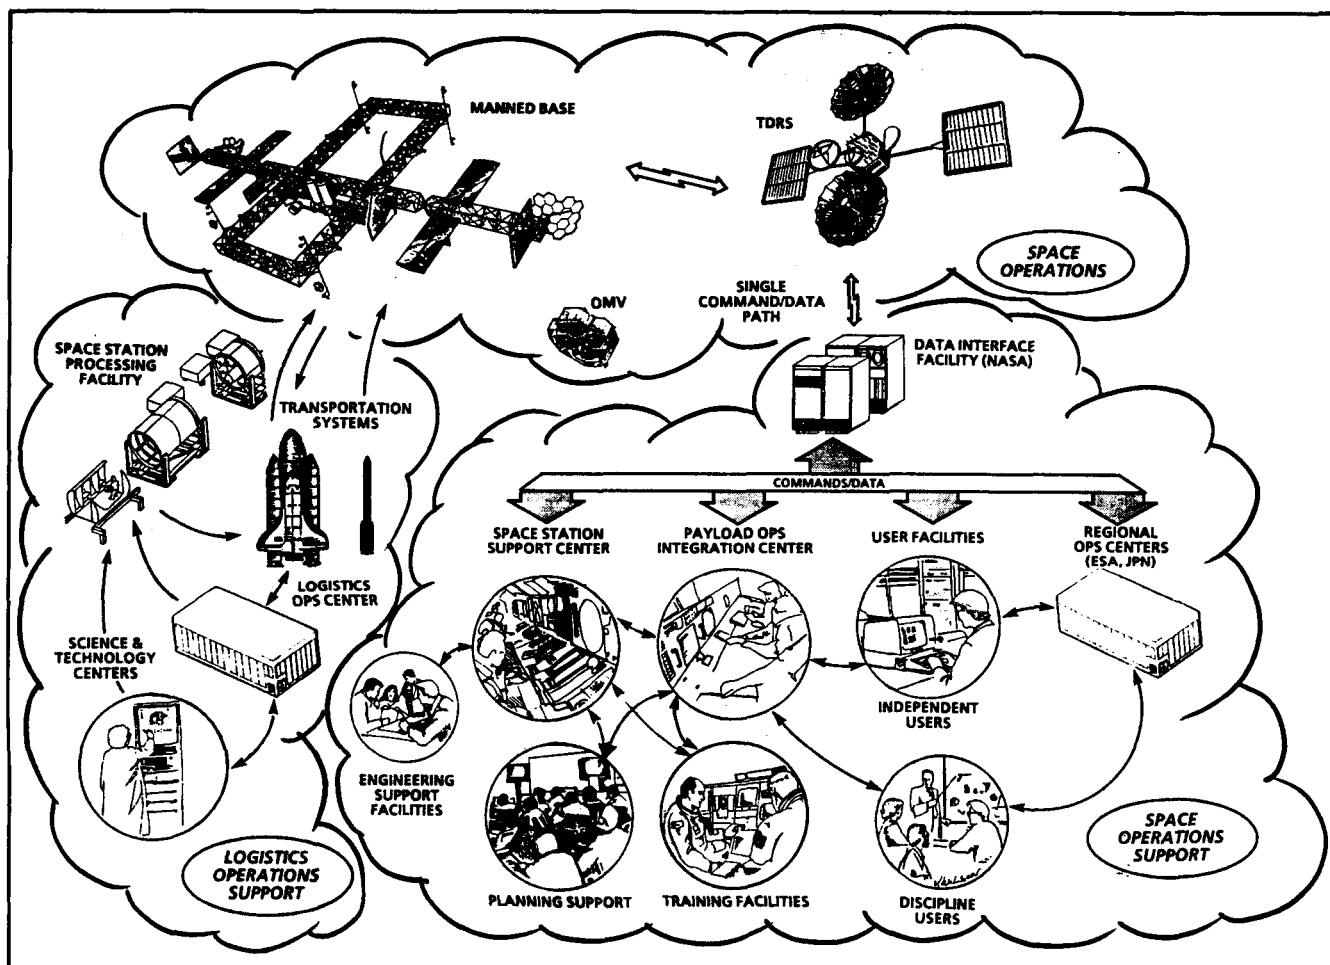 MANNED BASE
TDRS
SPACE
OPERATIONS
OMV
SINGLE
COMMAND/DATA
PATH
DATA INTERFACE
FACILITY (NASA)
SPACE STATION
PROCESSING
FACILITY
TRANSPORTATION
SYSTEMS
LOGISTICS
OPS CENTER
SCIENCE &
TECHNOLOGY
CENTERS
LOGISTICS
OPERATIONS
SUPPORT
COMMANDS/DATA
SPACE STATION
SUPPORT CENTER
PAYLOAD OPS
INTEGRATION CENTER
USER FACILITIES
REGIONAL
OPS CENTERS
(ESA, JPN)
ENGINEERING
SUPPORT
FACILITIES
INDEPENDENT
USERS
PLANNING SUPPORT
TRAINING FACILITIES
DISCIPLINE
USERS
SPACE
OPERATIONS
SUPPORT